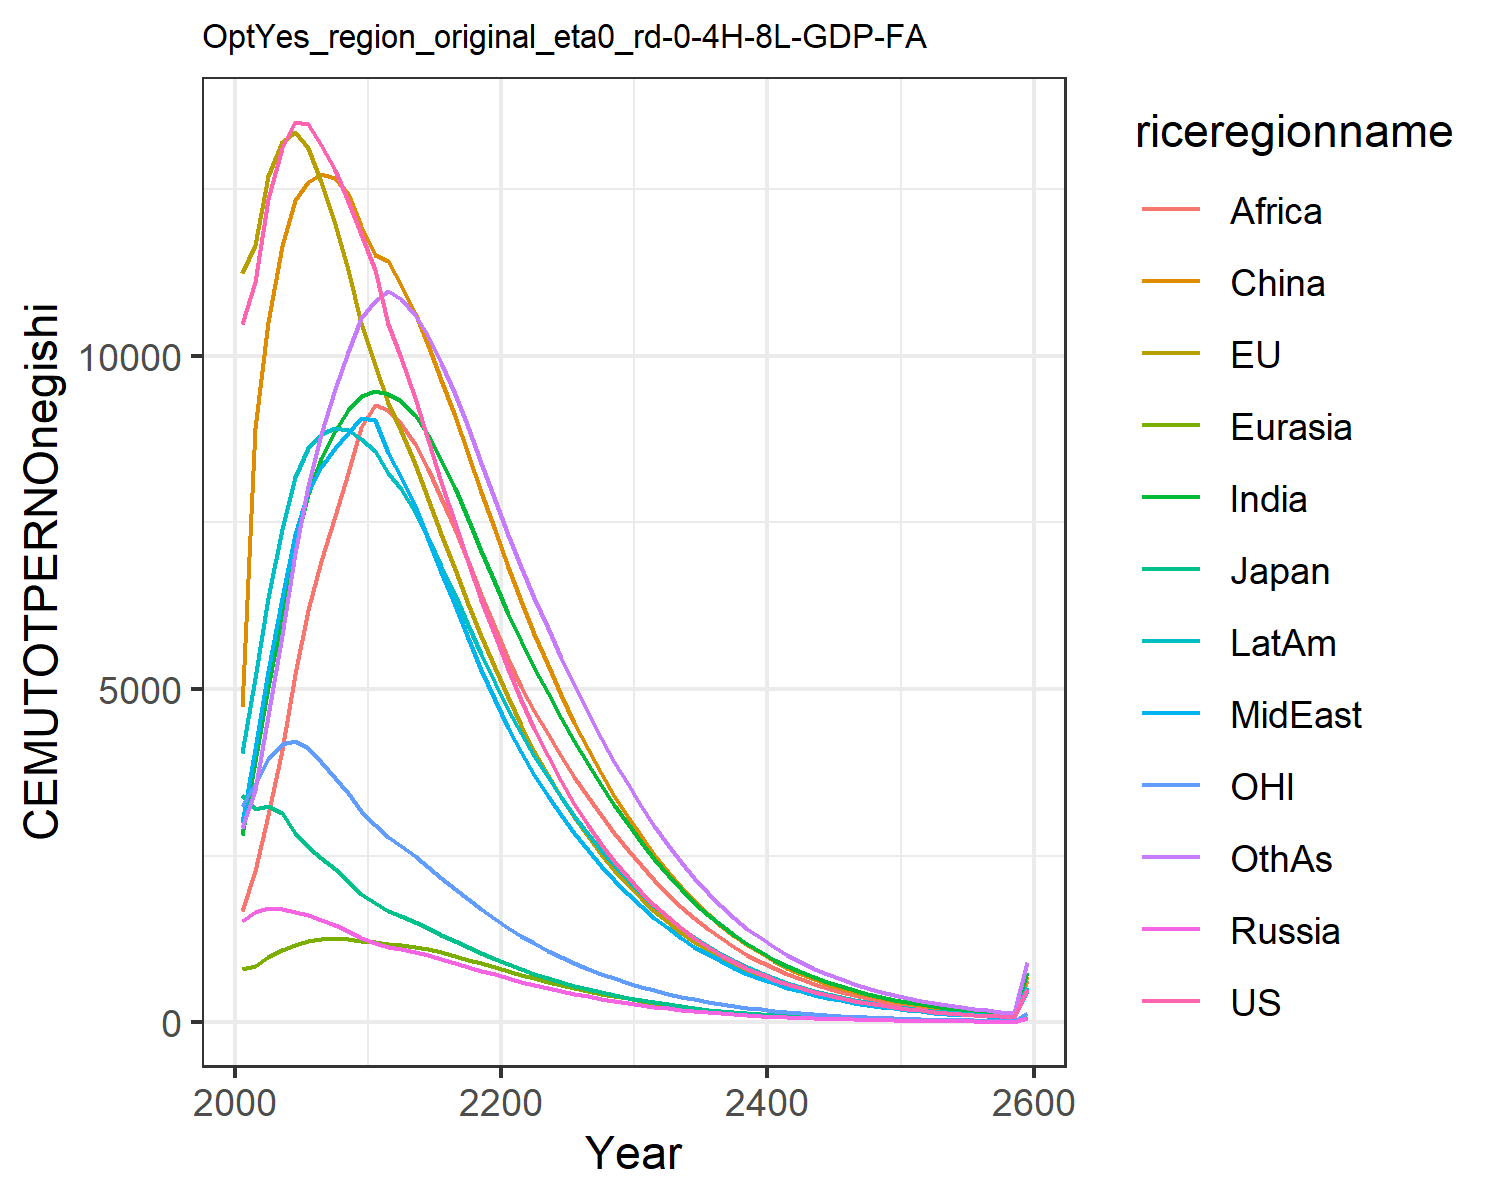 OptYes_region_original_eta0_rd-0-4H-8L-GDP-FA
CEMUTOTPERNOnegishi
10000
5000
0
2000
2200
2400
2600
Year
riceregionname
Africa
China
EU
Eurasia
India
Japan
LatAm
MidEast
OHI
OthAs
Russia
US